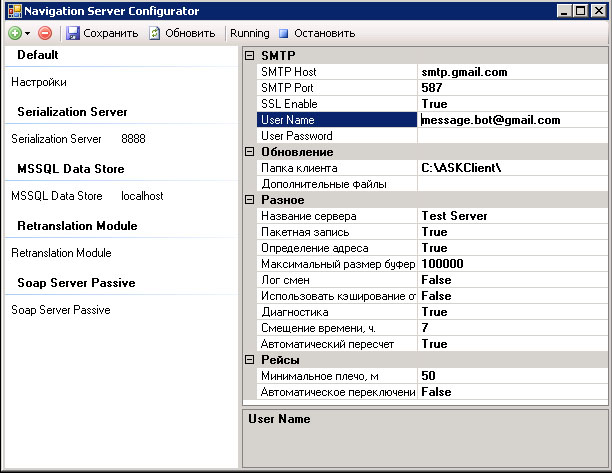 Navigation Server Configurator
Сохранить Обновить Running Остановить
Default
Настройки
Serialization Server
Serialization Server 8888
MSSQL Data Store
MSSQL Data Store localhost
Retranslation Module
Retranslation Module
Soap Server Passive
Soap Server Passive
SMTP
SMTP Host smtp.gmail.com
SMTP Port 587
SSL Enable True
User Name message.bot@gmail.com
User Password
Обновление
Папка клиента C:\ASKClient\
Дополнительные файлы
Разное
Название сервера Test Server
Пакетная запись True
Определение адреса True
Максимальный размер буфер 100000
Лог смен False
Использовать кэширование от False
Диагностика True
Смещение времени, ч. 7
Автоматический пересчет True
Рейсы
Минимальное плечо, м 50
Автоматическое переключени False
User Name